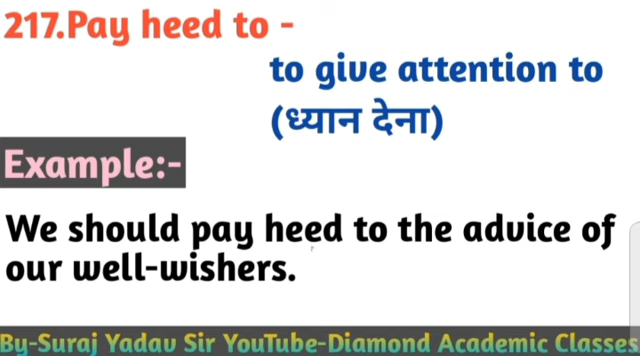 217.Pay heed to -
to give attention to
(ध्यान देना)
Example:-
We should pay heed to the advice of
our well-wishers.
By-Suraj Yadav Sir YouTube-Diamond Academic Classes